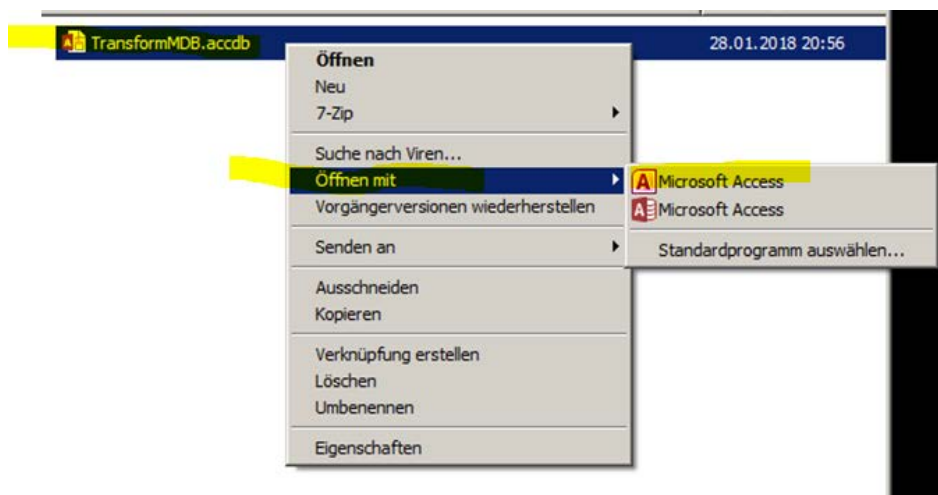 TransformMDB.accdb
28.01.2018 20:56
Öffnen
Neu
7-Zip
Suche nach Viren...
Öffnen mit
Microsoft Access
Microsoft Access
Vorgängerversionen wiederherstellen
Standardprogramm auswählen...
Senden an
Ausschneiden
Kopieren
Verknüpfung erstellen
Löschen
Umbenennen
Eigenschaften